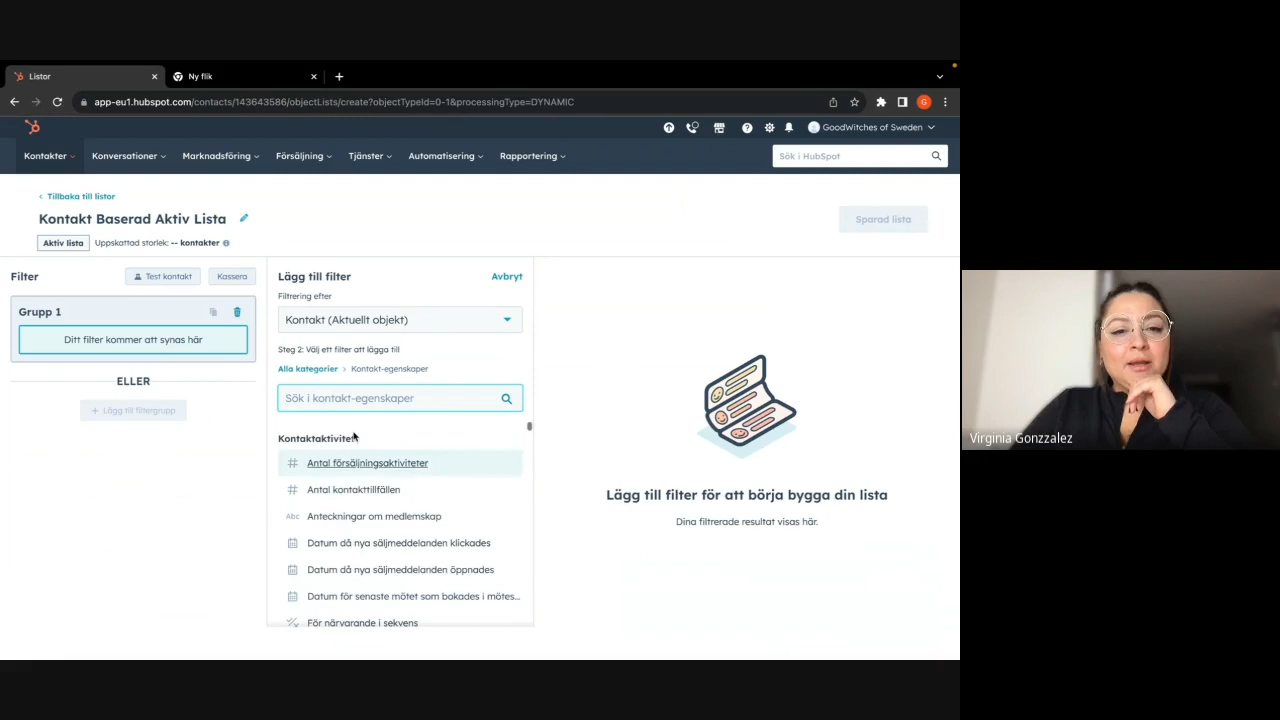 Listor
Ny flik
app-eu1.hubspot.com/contacts/143643586/objectLists/create?objectTypeId=0-1&processingType=DYNAMIC
G
GoodWitches of Sweden
Kontakter
Konversationer
Marknadsföring
Försäljning
Tjänster
Automatisering
Rapportering
Sök i HubSpot
Tillbaka till listor
Kontakt Baserad Aktiv Lista
Sparad lista
Aktiv lista
Uppskattad storlek: -- kontakter
Filter
Test kontakt
Kassera
Grupp 1
Ditt filter kommer att synas här
ELLER
+ Lägg till filtergrupp
Lägg till filter
Avbryt
Filtrering efter
Kontakt (Aktuellt objekt)
Steg 2: Välj ett filter att lägga till
Alla kategorier > Kontakt-egenskaper
Sök i kontakt-egenskaper
Kontaktaktivitet
Antal försäljningsaktiviteter
Antal kontakttillfällen
Abc Anteckningar om medlemskap
Datum då nya säljmeddelanden klickades
Datum då nya säljmeddelanden öppnades
Datum för senaste mötet som bokades i mötes...
För närvarande i sekvens
Lägg till filter för att börja bygga din lista
Dina filtrerade resultat visas här.
Virginia Gonzzalez